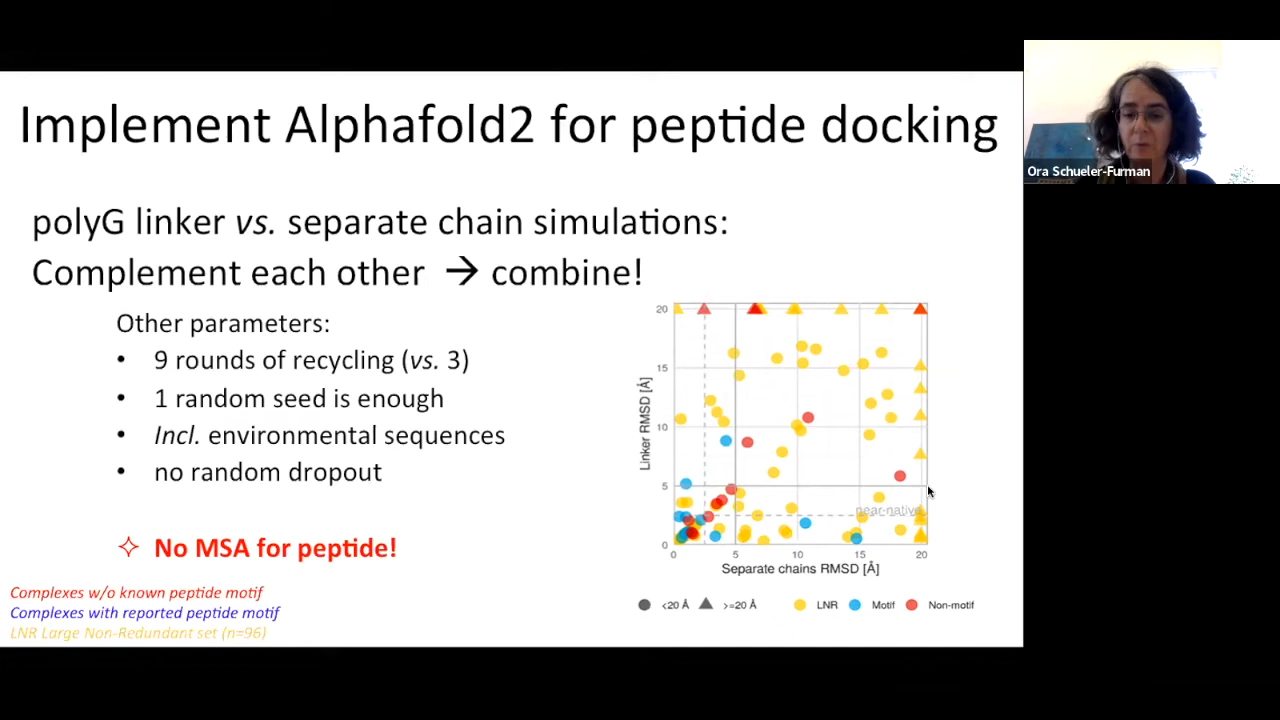 Implement Alphafold2 for peptide docking
Ora Schueler-Furman
polyG linker vs. separate chain simulations:
Complement each other → combine!
Other parameters:
• 9 rounds of recycling (vs. 3)
• 1 random seed is enough
• Incl. environmental sequences
• no random dropout
✧ No MSA for peptide!
Complexes w/o known peptide motif
Complexes with reported peptide motif
LNR Large Non-Redundant set (n=96)
20
15
10
5
0
Linker RMSD [Å]
near-native
0 5 10 15 20
Separate chains RMSD [Å]
<20 Å >=20 Å LNR Motif Non-motif